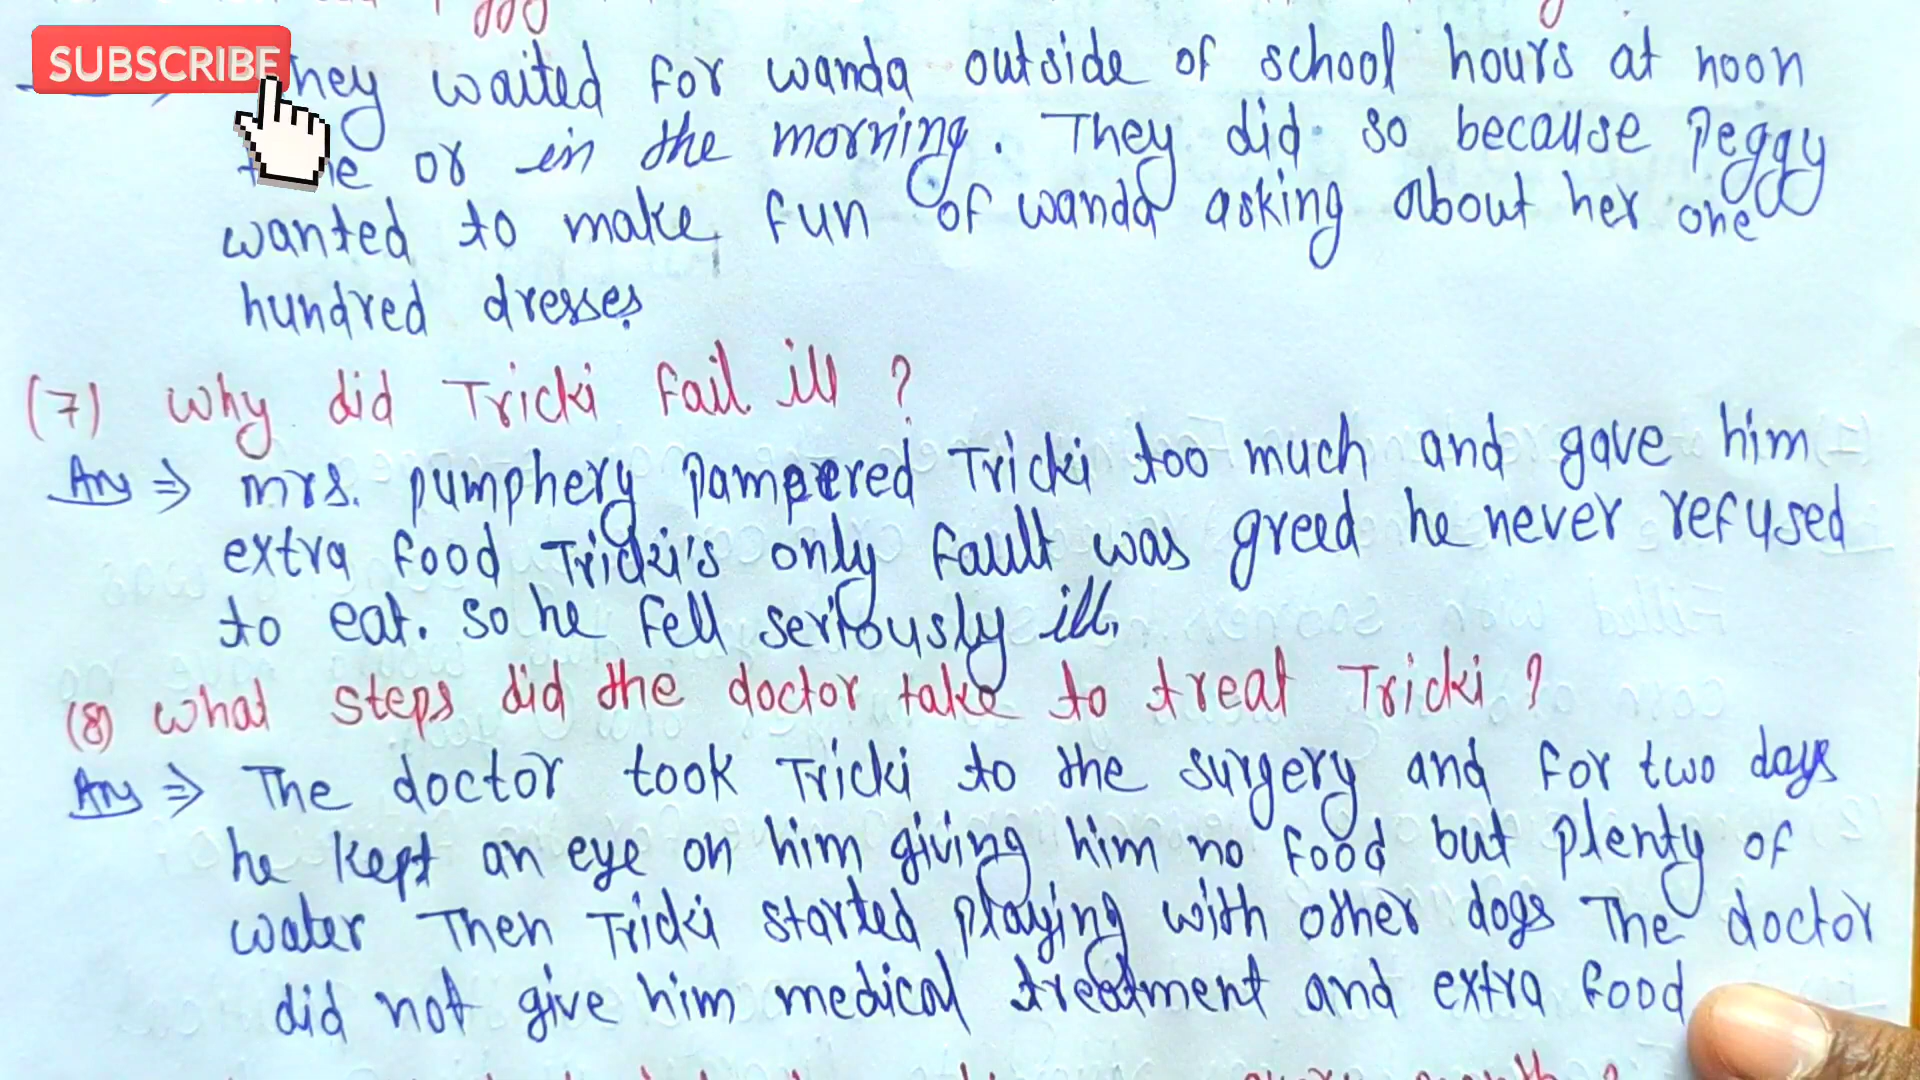 SUBSCRIBE
They waited for wanda outside of school hours at noon
or in the morning. They did so because Peggy
wanted to make fun of wanda asking about her one
hundred dresses.
(7) Why did Tricki fail ill ?
Ans ⇒ Mrs. pumphery pampered Tricki too much and gave him
extra food Tricki's only fault was greed he never refused
to eat. So he fell seriously ill.
(8) What steps did the doctor take to treat Tricki ?
Ans ⇒ The doctor took Tricki to the surgery and for two days
he kept an eye on him giving him no food but plenty of
water Then Tricki started playing with other dogs The doctor
did not give him medical treatment and extra food